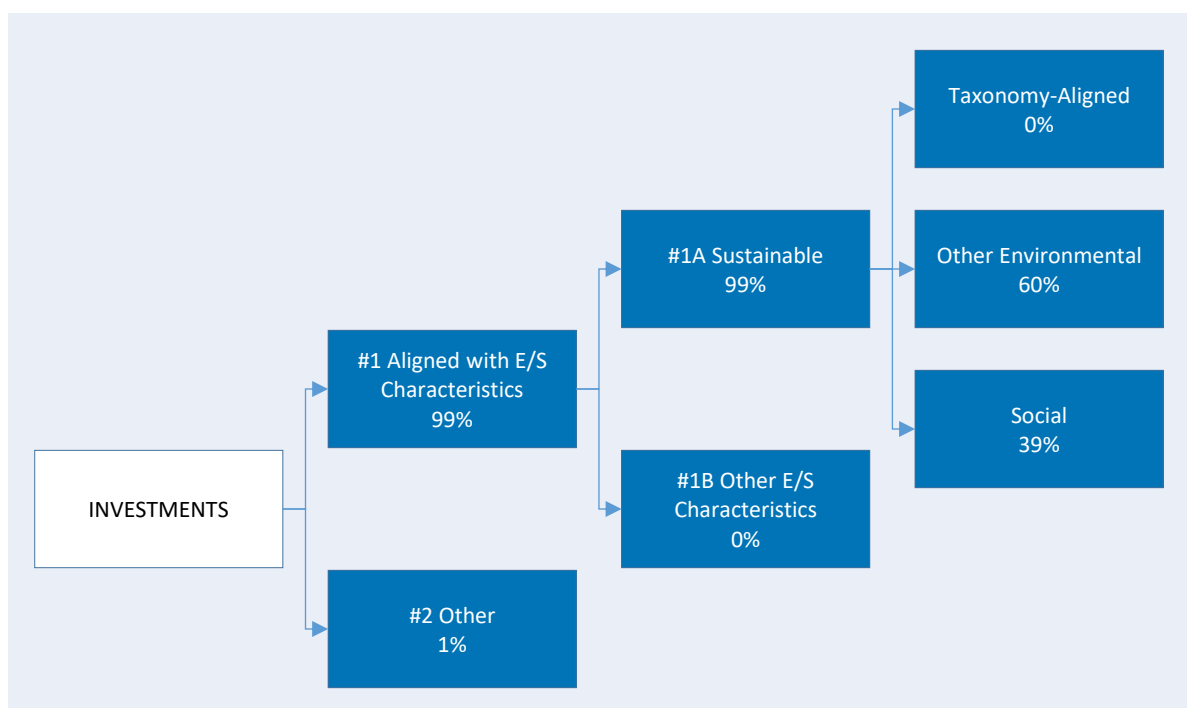 INVESTMENTS
#1 Aligned with E/S
Characteristics
99%
#2 Other
1%
#1A Sustainable
99%
#1B Other E/S
Characteristics
0%
Taxonomy-Aligned
0%
Other Environmental
60%
Social
39%